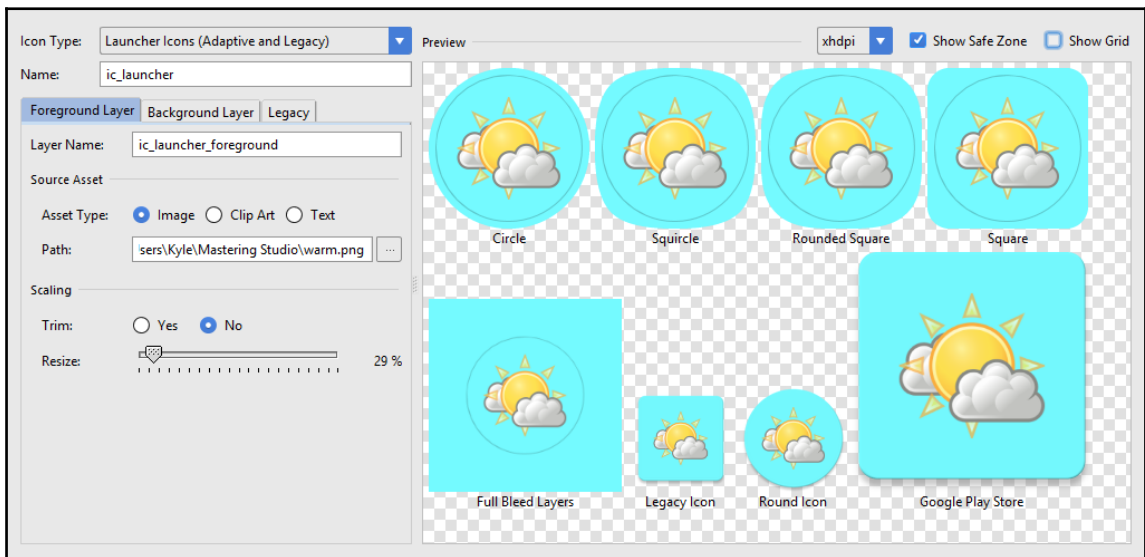 Icon Type: Launcher Icons (Adaptive and Legacy)
Preview xhdpi Show Safe Zone Show Grid
Name: ic_launcher
Foreground Layer Background Layer Legacy
Layer Name: ic_launcher_foreground
Source Asset
Asset Type: Image Clip Art Text
Path: sers\Kyle\Mastering Studio\warm.png ...
Scaling
Trim: Yes No
Resize: 29 %
Circle Squircle Rounded Square Square
Full Bleed Layers Legacy Icon Round Icon Google Play Store